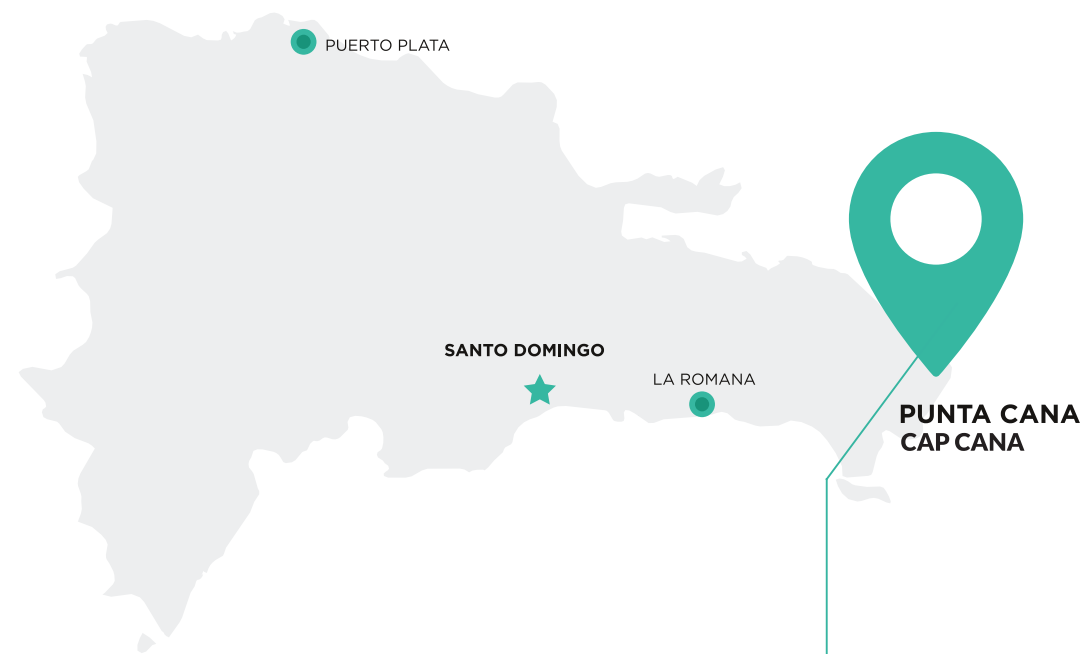 PUERTO PLATA
SANTO DOMINGO
LA ROMANA
PUNTA CANA
CAP CANA